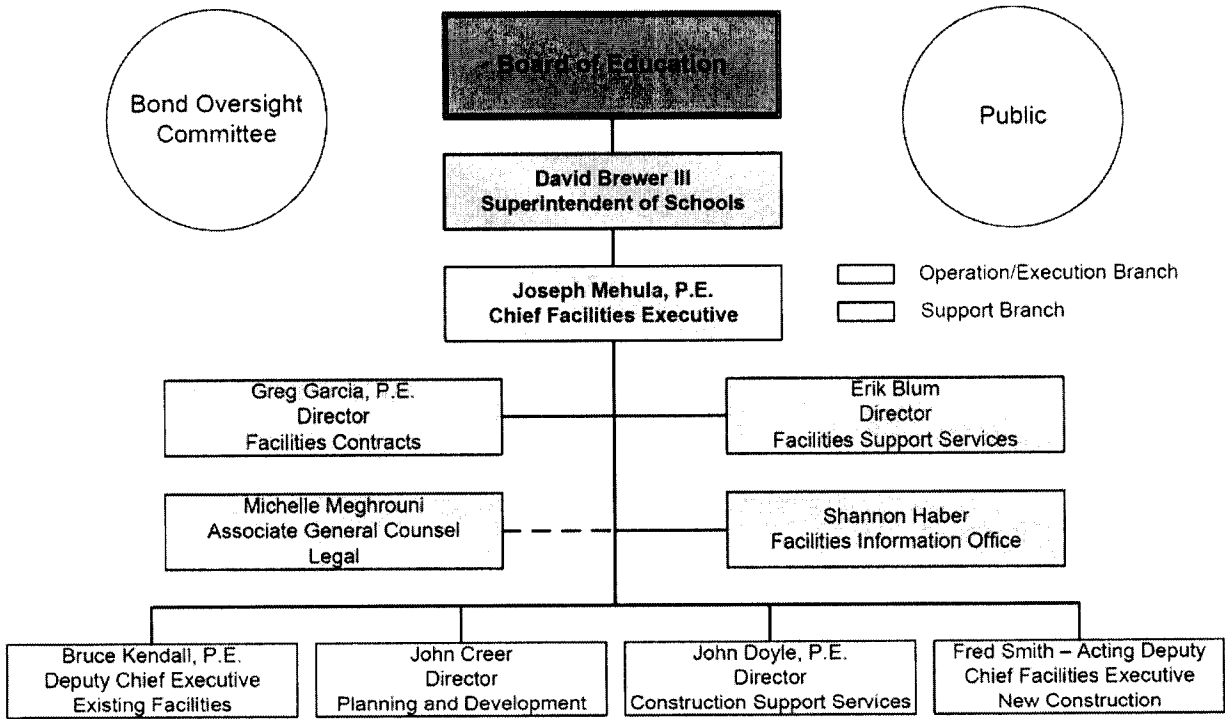 Bond Oversight
Committee
Board of Education
Public
David Brewer III
Superintendent of Schools
Joseph Mehula, P.E.
Chief Facilities Executive
Operation/Execution Branch
Support Branch
Greg Garcia, P.E.
Director
Facilities Contracts
Erik Blum
Director
Facilities Support Services
Michelle Meghrouni
Associate General Counsel
Legal
Shannon Haber
Facilities Information Office
Bruce Kendall, P.E.
Deputy Chief Executive
Existing Facilities
John Creer
Director
Planning and Development
John Doyle, P.E.
Director
Construction Support Services
Fred Smith – Acting Deputy
Chief Facilities Executive
New Construction